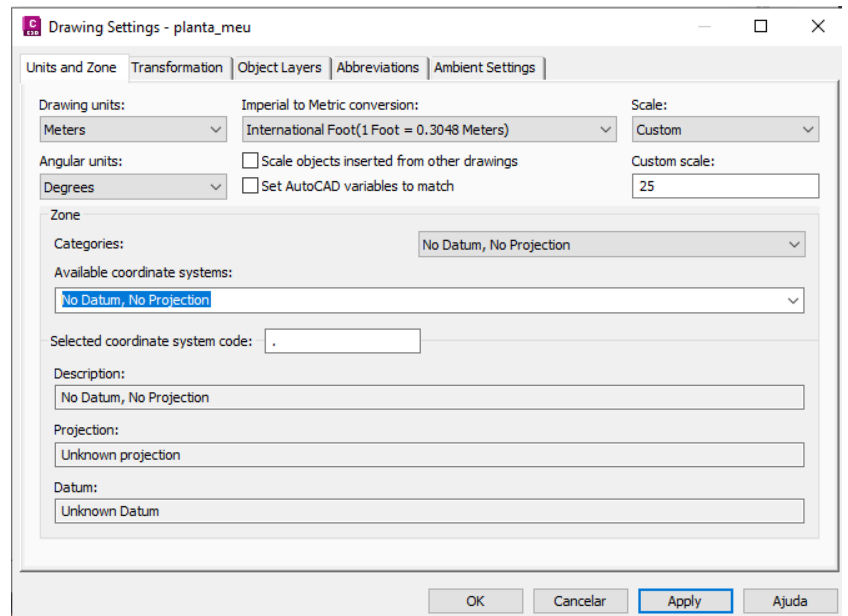 C
C3D
Drawing Settings - planta_meu
Units and Zone Transformation Object Layers Abbreviations Ambient Settings
Drawing units: Imperial to Metric conversion: Scale:
Meters International Foot(1 Foot = 0.3048 Meters) Custom
Angular units: Scale objects inserted from other drawings Custom scale:
Degrees Set AutoCAD variables to match 25
Zone
Categories: No Datum, No Projection
Available coordinate systems:
No Datum, No Projection
Selected coordinate system code: .
Description:
No Datum, No Projection
Projection:
Unknown projection
Datum:
Unknown Datum
OK Cancelar Apply Ajuda